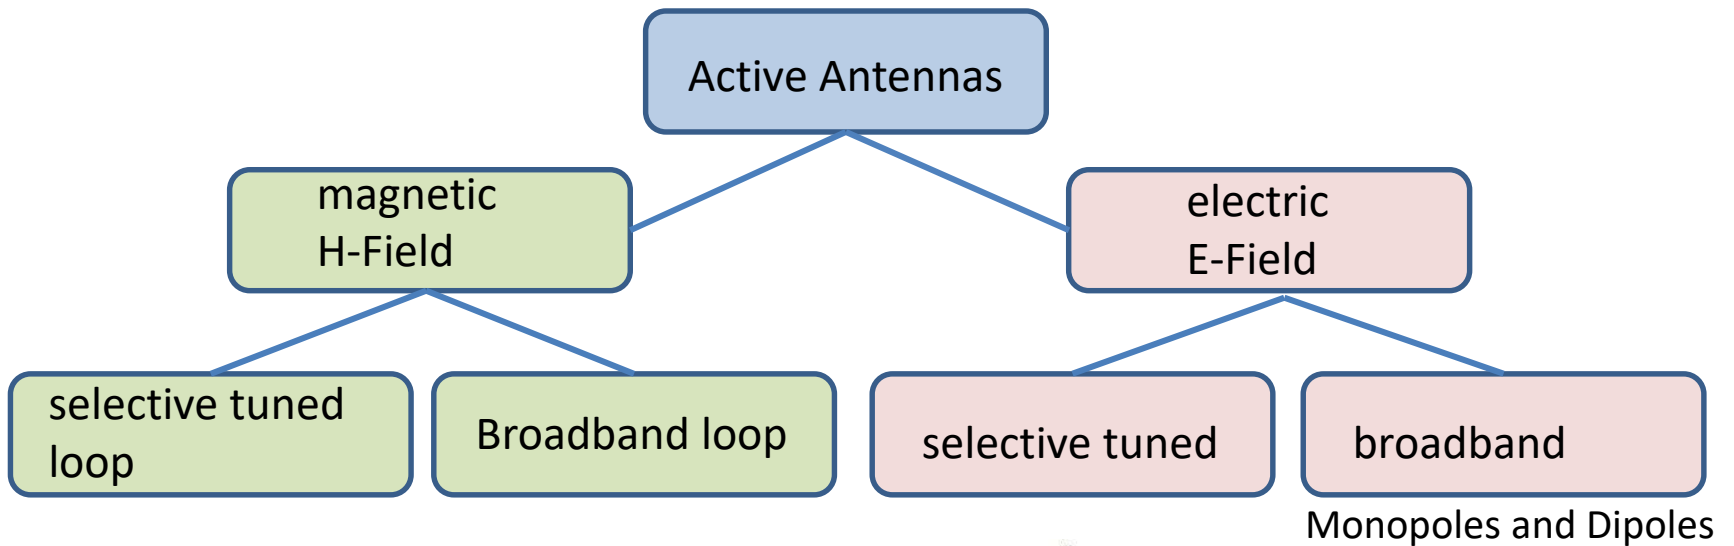 Active Antennas
magnetic
H-Field
electric
E-Field
selective tuned
loop
Broadband loop
selective tuned
broadband
Monopoles and Dipoles